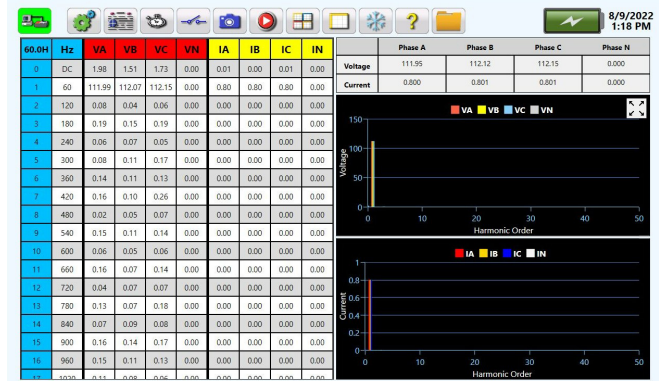 8/9/2022
1:18 PM
60.0H Hz VA VB VC VN IA IB IC IN
0 DC 1.98 1.51 1.73 0.00 0.01 0.00 0.01 0.00
1 60 111.99 112.07 112.15 0.00 0.80 0.80 0.80 0.00
2 120 0.08 0.04 0.06 0.00 0.00 0.00 0.00 0.00
3 180 0.19 0.15 0.19 0.00 0.00 0.00 0.00 0.00
4 240 0.06 0.07 0.05 0.00 0.00 0.00 0.00 0.00
5 300 0.08 0.11 0.17 0.00 0.00 0.00 0.00 0.00
6 360 0.14 0.11 0.13 0.00 0.00 0.00 0.00 0.00
7 420 0.16 0.10 0.26 0.00 0.00 0.00 0.00 0.00
8 480 0.02 0.05 0.07 0.00 0.00 0.00 0.00 0.00
9 540 0.15 0.11 0.14 0.00 0.00 0.00 0.00 0.00
10 600 0.06 0.05 0.06 0.00 0.00 0.00 0.00 0.00
11 660 0.16 0.07 0.14 0.00 0.00 0.00 0.00 0.00
12 720 0.04 0.07 0.07 0.00 0.00 0.00 0.00 0.00
13 780 0.13 0.07 0.18 0.00 0.00 0.00 0.00 0.00
14 840 0.07 0.09 0.08 0.00 0.00 0.00 0.00 0.00
15 900 0.16 0.14 0.17 0.00 0.00 0.00 0.00 0.00
16 960 0.15 0.11 0.13 0.00 0.00 0.00 0.00 0.00
Phase A Phase B Phase C Phase N
Voltage 111.95 112.12 112.15 0.000
Current 0.800 0.801 0.801 0.000
VA VB VC VN
150
100
50
0
Voltage
0 10 20 30 40 50
Harmonic Order
IA IB IC IN
1
0.8
0.6
0.4
0.2
0
Current
0 10 20 30 40 50
Harmonic Order